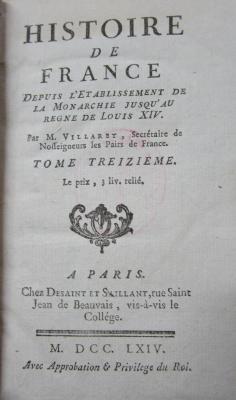 HISTOIRE
DE
FRANCE
DEPUIS L'ETABLISSEMENT DE
LA MONARCHIE JUSQU'AU
REGNE DE LOUIS XIV.
Par M. VILLARET, Secrétaire de
Nosseigneurs les Pairs de France.
TOME TREIZIEME.
Le prix, 3 liv. relié.
A PARIS.
Chez DESAINT ET SAILLANT, rue Saint
Jean de Beauvais, vis-à-vis le
Collége.
M. DCC. LXIV.
Avec Approbation & Privilege du Roi.